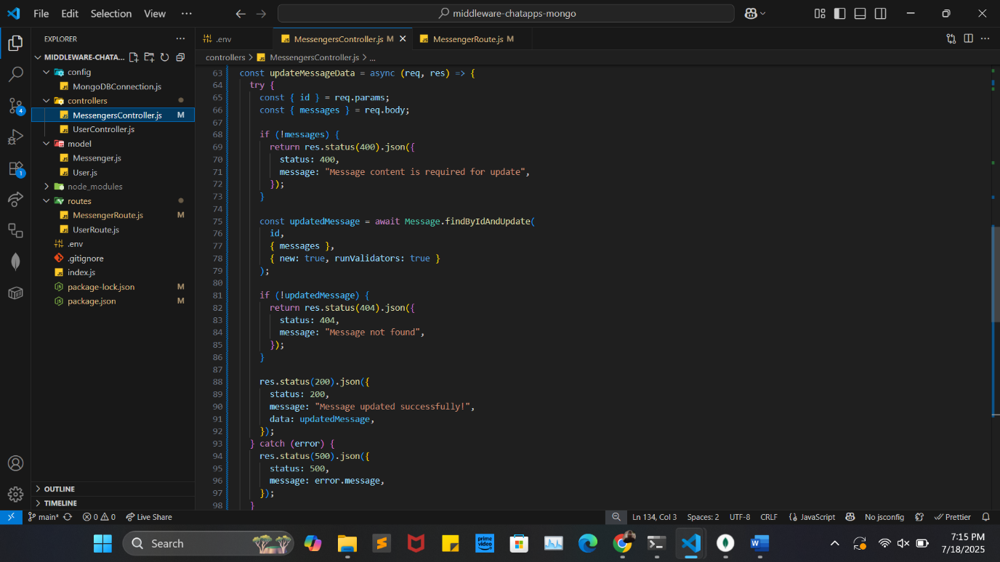 File Edit Selection View ··· middleware-chatapps-mongo
EXPLORER ···
MIDDLEWARE-CHATA...
config
MongoDBConnection.js
controllers
MessengersController.js M
UserController.js
model
Messenger.js
User.js
node_modules
routes
MessengerRoute.js M
UserRoute.js
.env
.gitignore
index.js
package-lock.json M
package.json M
OUTLINE
TIMELINE
4
1
.env MessengersController.js M MessengerRoute.js M
controllers > MessengersController.js > ...
63 const updateMessageData = async (req, res) => {
64 try {
65 const { id } = req.params;
66 const { messages } = req.body;
67
68 if (!messages) {
69 return res.status(400).json({
70 status: 400,
71 message: "Message content is required for update",
72 });
73 }
74
75 const updatedMessage = await Message.findByIdAndUpdate(
76 id,
77 { messages },
78 { new: true, runValidators: true }
79 );
80
81 if (!updatedMessage) {
82 return res.status(404).json({
83 status: 404,
84 message: "Message not found",
85 });
86 }
87
88 res.status(200).json({
89 status: 200,
90 message: "Message updated successfully!",
91 data: updatedMessage,
92 });
93 } catch (error) {
94 res.status(500).json({
95 status: 500,
96 message: error.message,
97 });
98 }
main* 0 0 Live Share Ln 134, Col 3 Spaces: 2 UTF-8 CRLF {} JavaScript No jsconfig Prettier
Search prime video 7:15 PM
7/18/2025